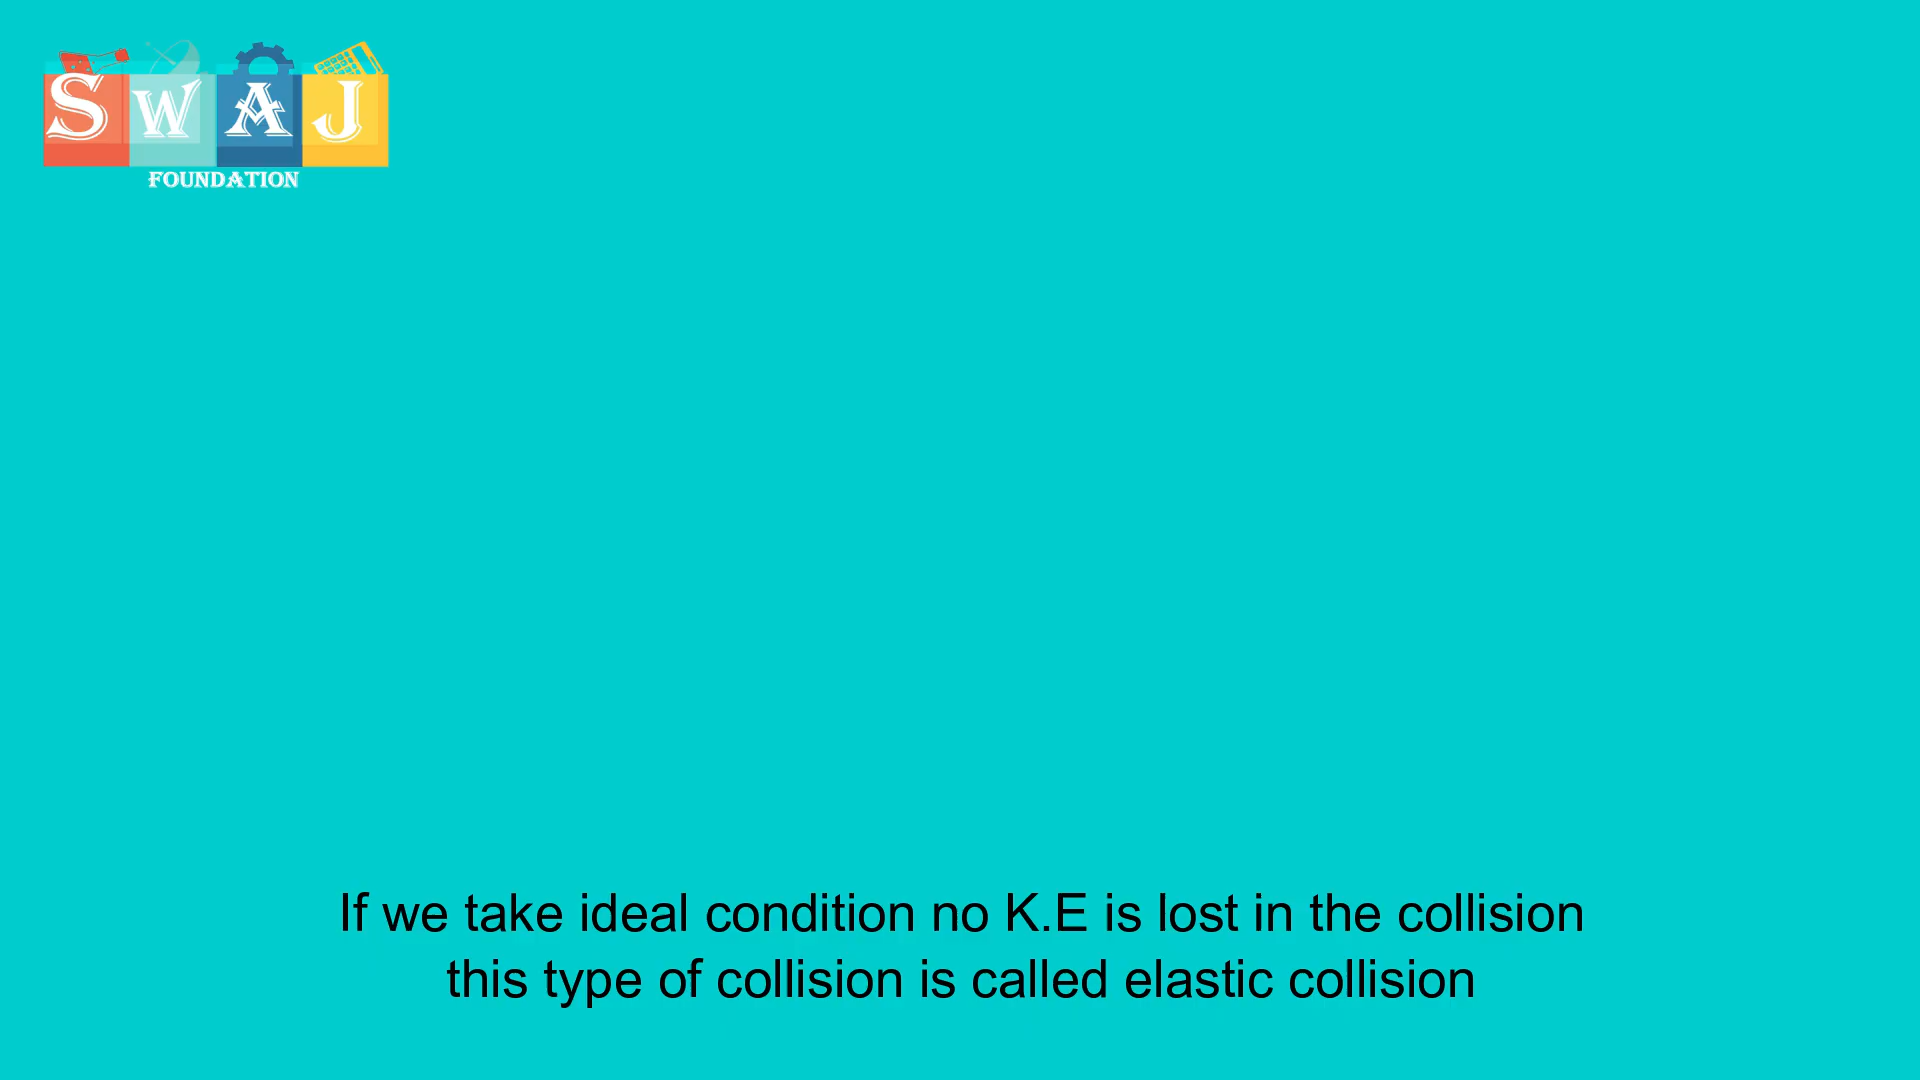 SWAJ
FOUNDATION
If we take ideal condition no K.E is lost in the collision
this type of collision is called elastic collision